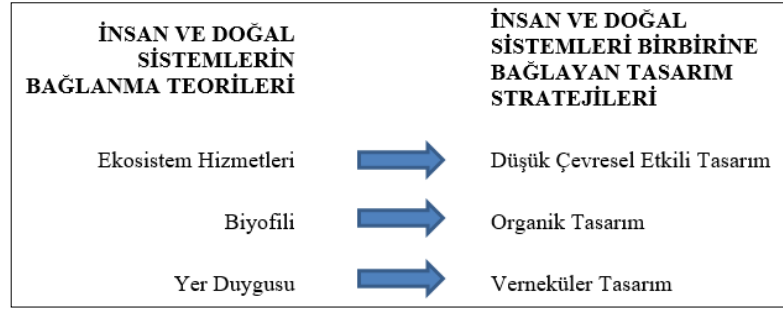 İNSAN VE DOĞAL
SİSTEMLERİN
BAĞLANMA TEORİLERİ
İNSAN VE DOĞAL
SİSTEMLERİ BİRBİRİNE
BAĞLAYAN TASARIM
STRATEJİLERİ
Ekosistem Hizmetleri
Düşük Çevresel Etkili Tasarım
Biyofili
Organik Tasarım
Yer Duygusu
Verneküler Tasarım